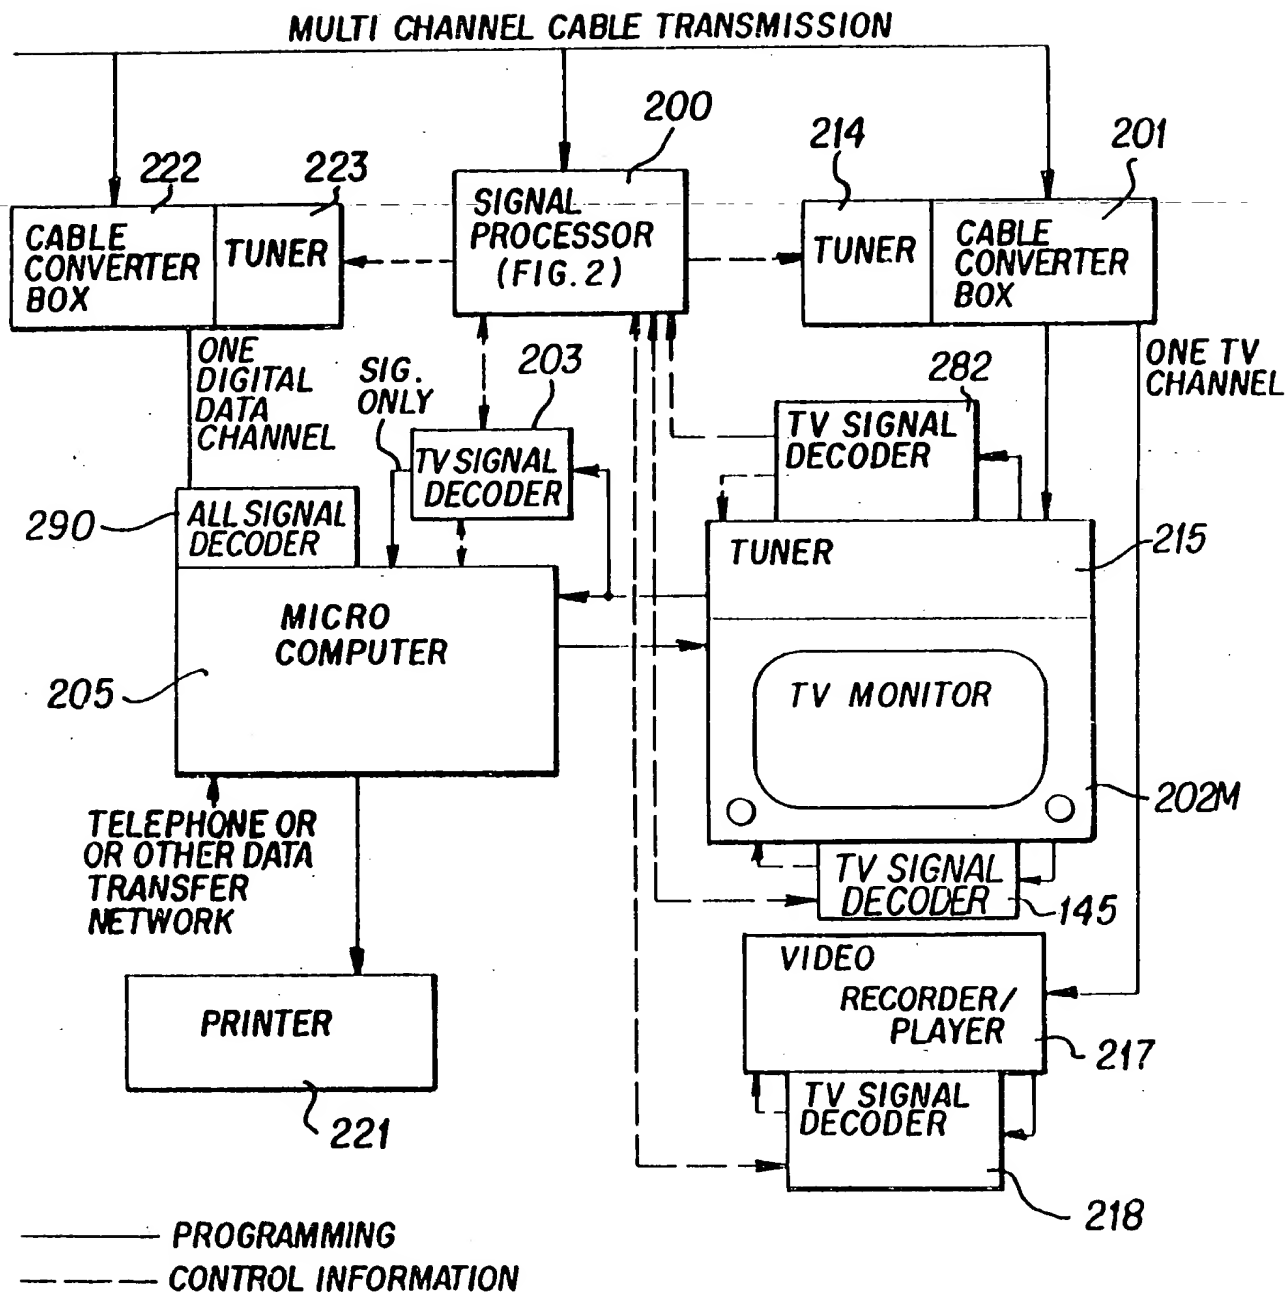 MULTI CHANNEL CABLE TRANSMISSION
200
214
201
222
223
CABLE
CONVERTER
BOX
TUNER
SIGNAL
PROCESSOR
(FIG. 2)
TUNER
CABLE
CONVERTER
BOX
ONE
DIGITAL
DATA
CHANNEL
SIG.
ONLY
203
282
ONE TV
CHANNEL
TV SIGNAL
DECODER
TV SIGNAL
DECODER
290
ALL SIGNAL
DECODER
TUNER
215
MICRO
COMPUTER
205
TV MONITOR
202M
TELEPHONE OR
OR OTHER DATA
TRANSFER
NETWORK
TV SIGNAL
DECODER
145
VIDEO
RECORDER/
PLAYER
217
PRINTER
221
TV SIGNAL
DECODER
218
PROGRAMMING
CONTROL INFORMATION